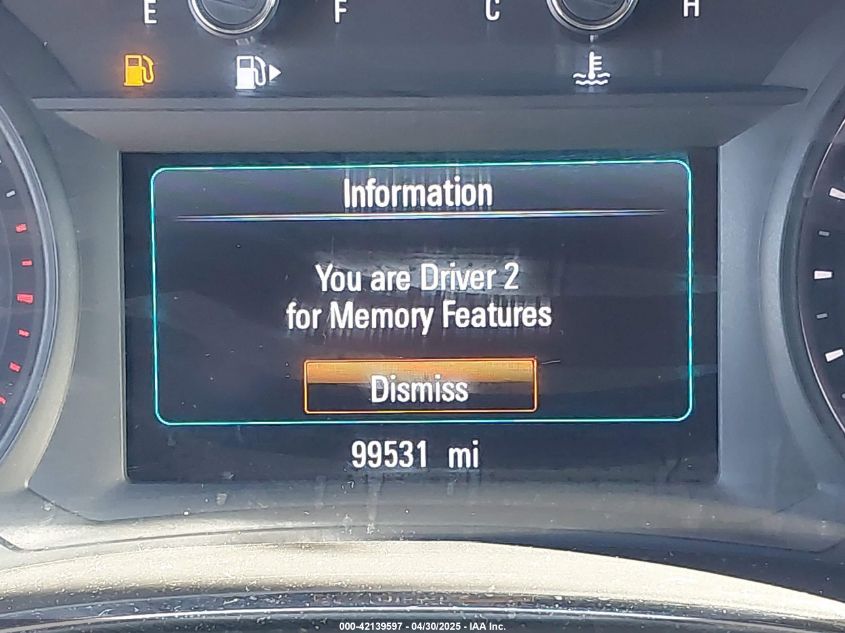 E F C H
Information
You are Driver 2
for Memory Features
Dismiss
99531 mi
000-42139597 - 04/30/2025 - IAA Inc.